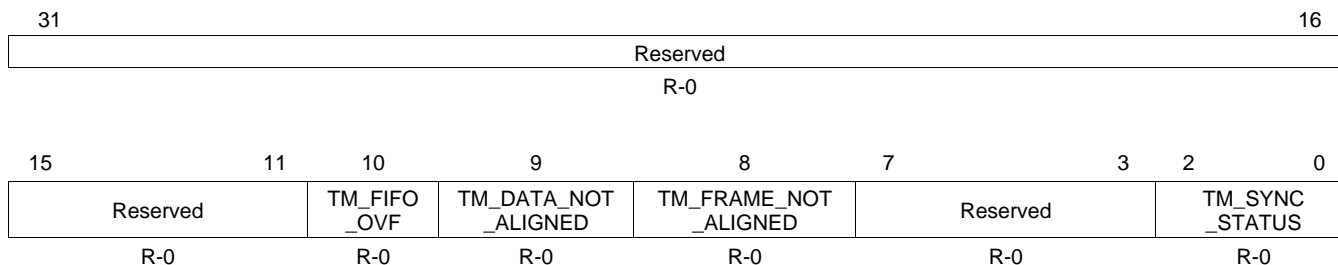 31 16
Reserved
R-0
15 11 10 9 8 7 3 2 0
Reserved TM_FIFO _OVF TM_DATA_NOT _ALIGNED TM_FRAME_NOT _ALIGNED Reserved TM_SYNC _STATUS
R-0 R-0 R-0 R-0 R-0 R-0